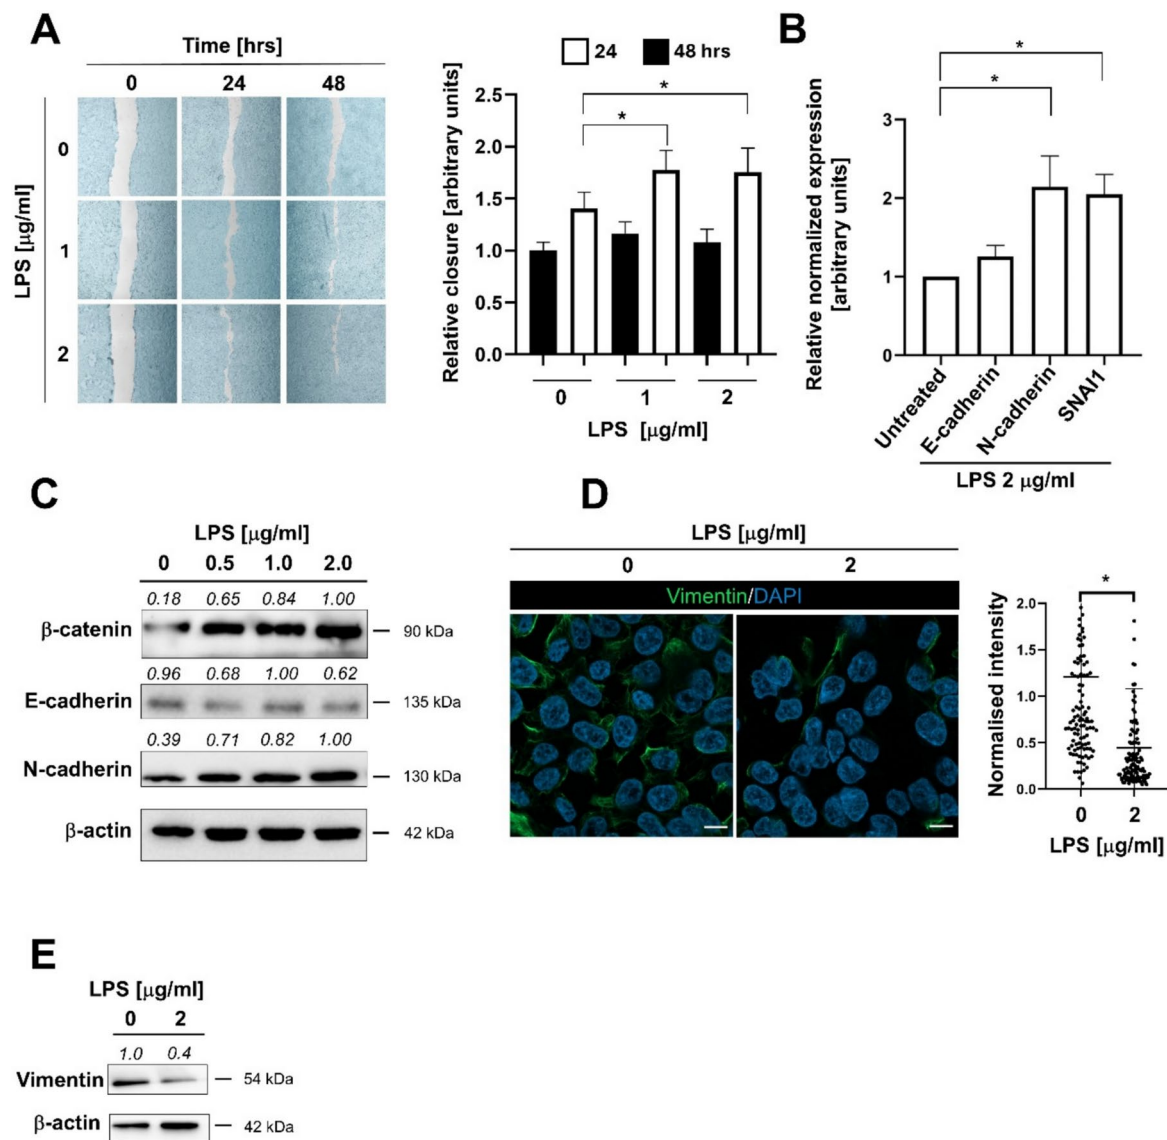 A
Time [hrs]
0 24 48
LPS [μg/ml]
0
1
2
24 48 hrs
Relative closure [arbitrary units]
2.5
2.0
1.5
1.0
0.5
0.0
* *
0 1 2
LPS [μg/ml]
B
Relative normalized expression
[arbitrary units]
3
2
1
0
*
*
Untreated
E-cadherin
N-cadherin
SNAI1
LPS 2 μg/ml
C
LPS [μg/ml]
0 0.5 1.0 2.0
0.18 0.65 0.84 1.00
β-catenin 90 kDa
0.96 0.68 1.00 0.62
E-cadherin 135 kDa
0.39 0.71 0.82 1.00
N-cadherin 130 kDa
β-actin 42 kDa
D
LPS [μg/ml]
0 2
Vimentin/DAPI
Normalised intensity
*
2.0
1.5
1.0
0.5
0.0
0 2
LPS [μg/ml]
E
LPS [μg/ml]
0 2
1.0 0.4
Vimentin 54 kDa
β-actin 42 kDa